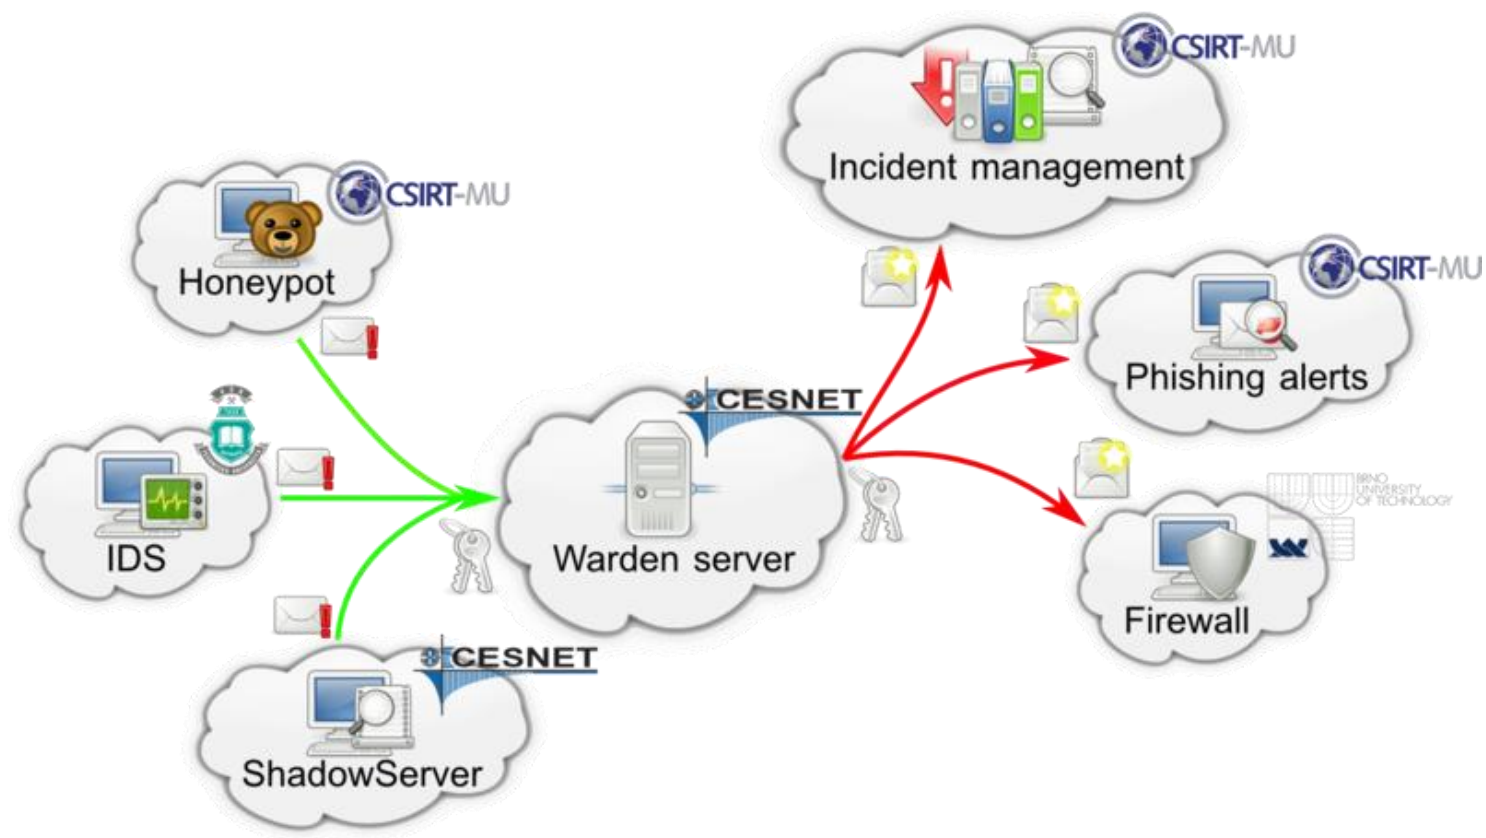 CSIRT-MU
Incident management
CSIRT-MU
Honeypot
CSIRT-MU
Phishing alerts
CESNET
Warden server
IDS
BRNO
UNIVERSITY
OF TECHNOLOGY
Firewall
CESNET
ShadowServer